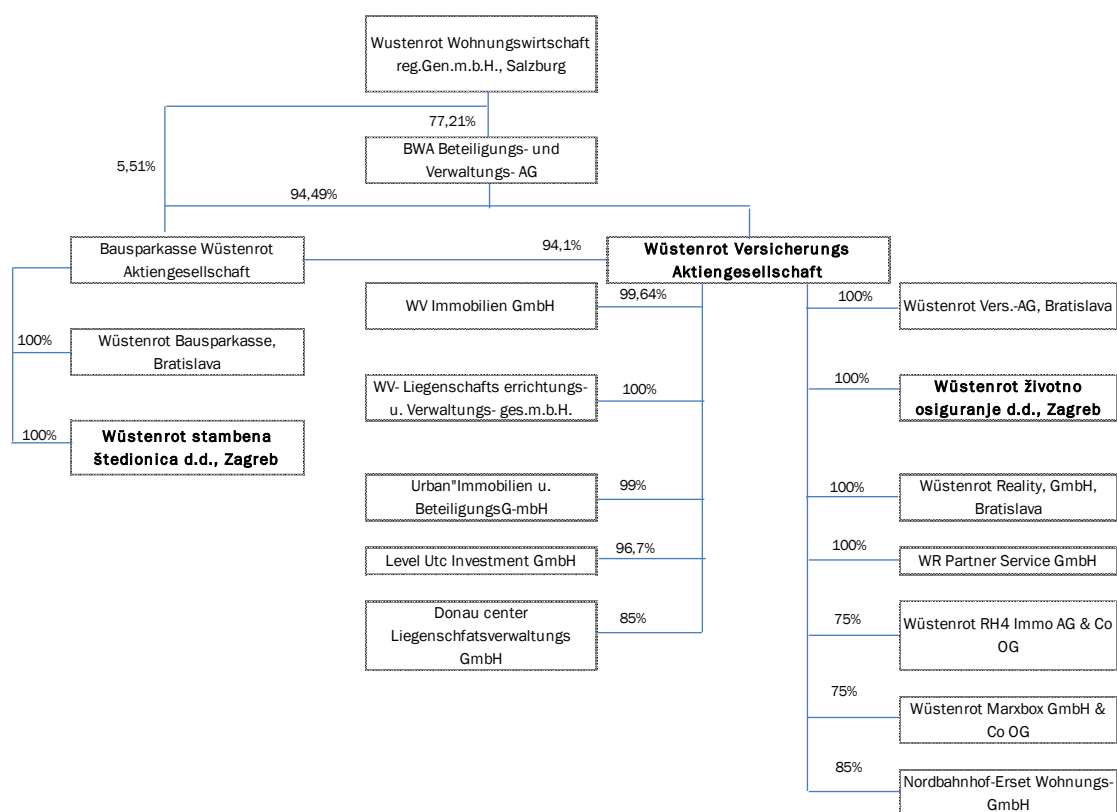 Wustenrot Wohnungswirtschaft
reg.Gen.m.b.H., Salzburg
77,21%
BWA Beteiligungs- und
Verwaltungs- AG
5,51%
94,49%
Bausparkasse Wüstenrot
Aktiengesellschaft
94,1%
Wüstenrot Versicherungs
Aktiengesellschaft
100%
Wüstenrot Bausparkasse,
Bratislava
100%
Wüstenrot stambena
štedionica d.d., Zagreb
WV Immobilien GmbH
99,64%
WV- Liegenschafts errichtungs-
u. Verwaltungs- ges.m.b.H.
100%
Urban"Immobilien u.
BeteiligungsG-mbH
99%
Level Utc Investment GmbH
96,7%
Donau center
Liegenschfatsverwaltungs
GmbH
85%
100%
Wüstenrot Vers.-AG, Bratislava
100%
Wüstenrot životno
osiguranje d.d., Zagreb
100%
Wüstenrot Reality, GmbH,
Bratislava
100%
WR Partner Service GmbH
75%
Wüstenrot RH4 Immo AG & Co
OG
75%
Wüstenrot Marxbox GmbH &
Co OG
85%
Nordbahnhof-Erset Wohnungs-
GmbH